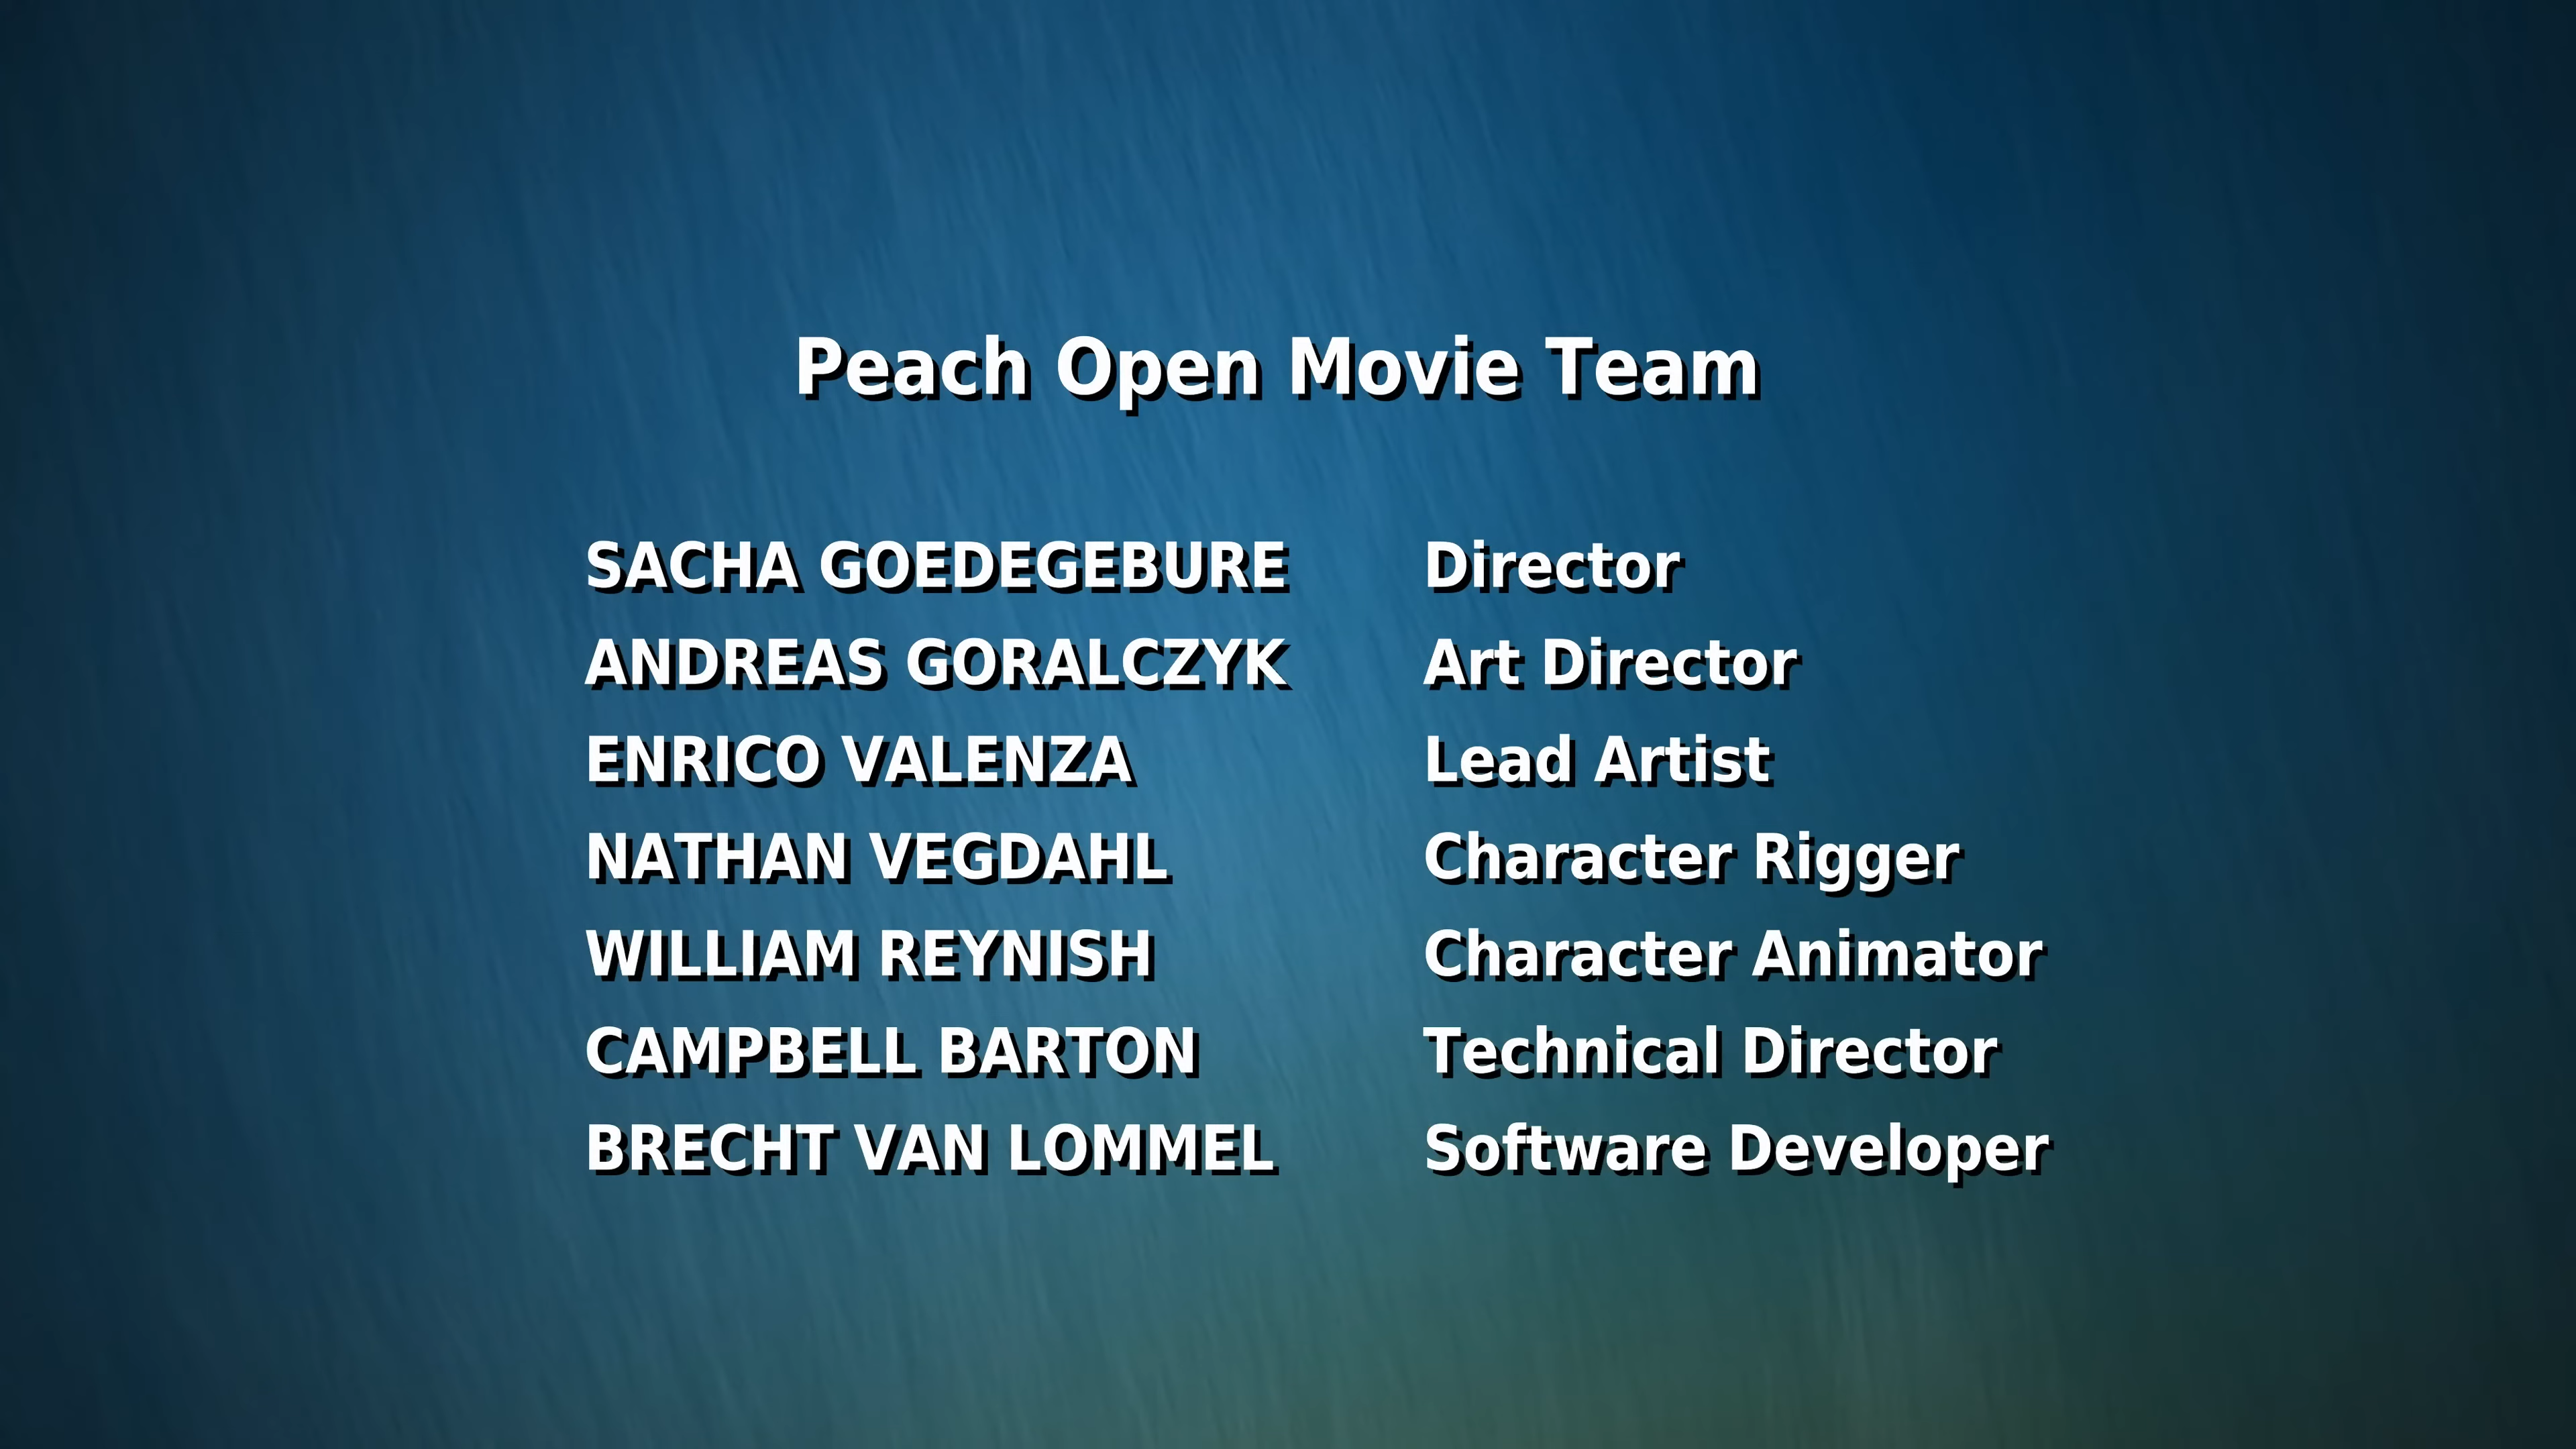 Peach Open Movie Team
SACHA GOEDEGEBURE Director
ANDREAS GORALCZYK Art Director
ENRICO VALENZA Lead Artist
NATHAN VEGDAHL Character Rigger
WILLIAM REYNISH Character Animator
CAMPBELL BARTON Technical Director
BRECHT VAN LOMMEL Software Developer